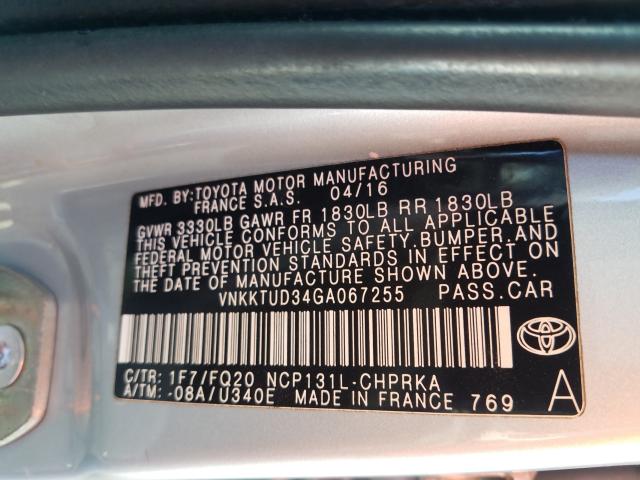 MFD. BY:TOYOTA MOTOR MANUFACTURING
FRANCE S.A.S. 04/16
GVWR 3330LB GAWR FR 1830LB RR 1830LB
THIS VEHICLE CONFORMS TO ALL APPLICABLE
FEDERAL MOTOR VEHICLE SAFETY,BUMPER,AND
THEFT PREVENTION STANDARDS IN EFFECT ON
THE DATE OF MANUFACTURE SHOWN ABOVE.
VNKKTUD34GA067255 PASS.CAR
C/TR: 1F7/FQ20 NCP131L-CHPRKA
A/TM: -08A/U340E MADE IN FRANCE 769 A